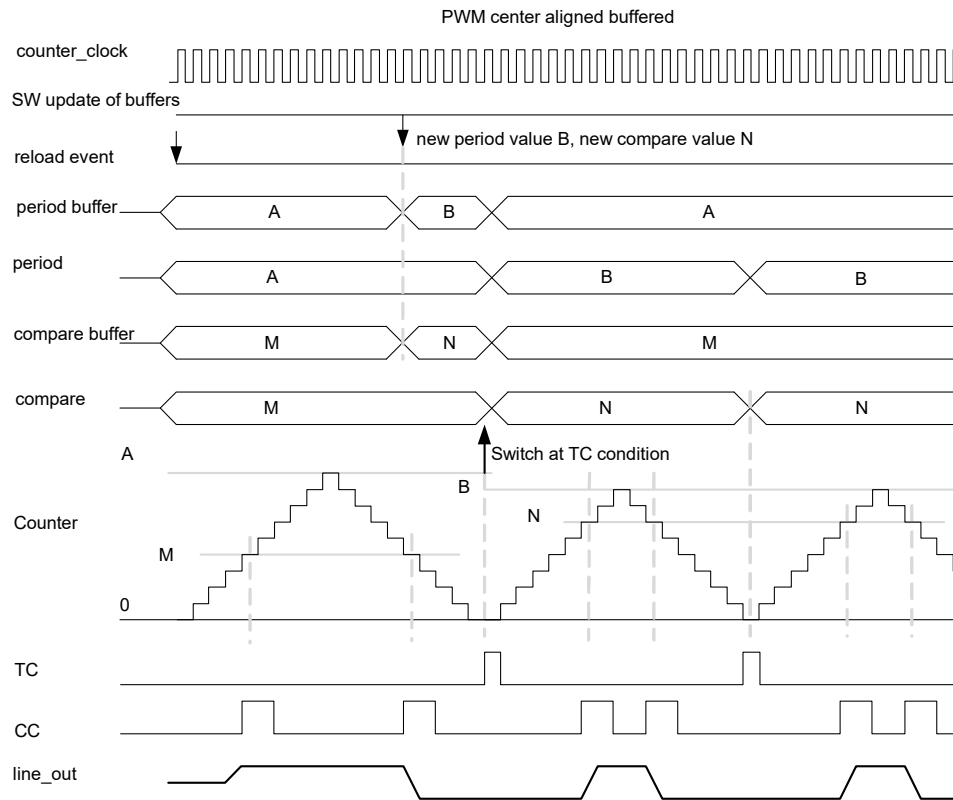 PWM center aligned buffered
counter_clock
SW update of buffers
new period value B, new compare value N
reload event
period buffer
A
B
A
period
A
B
B
compare buffer
M
N
M
compare
M
N
N
A
Switch at TC condition
B
N
Counter
M
0
TC
CC
line_out